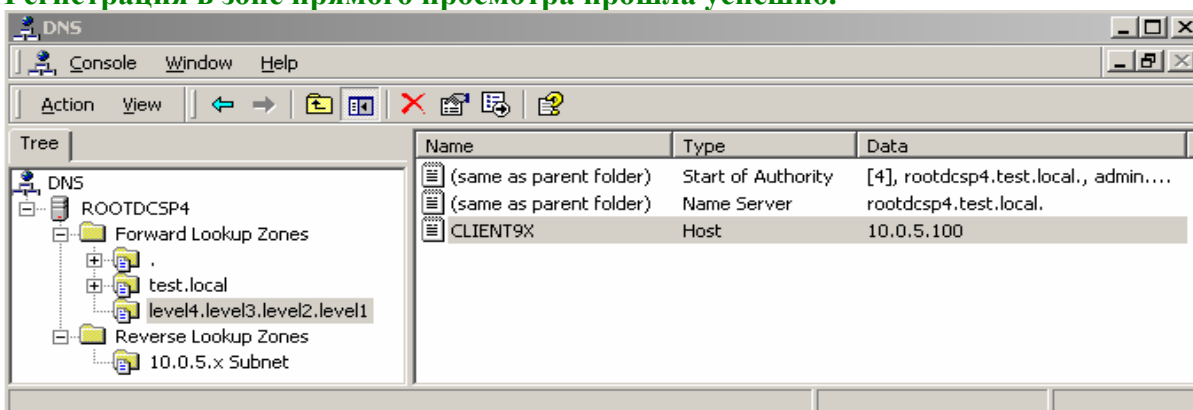 Регистрация в зоне прямого просмотра прошла успешно.
DNS
Console Window Help
Action View
Tree
Name Type Data
DNS
ROOTDCSP4
Forward Lookup Zones
.
test.local
level4.level3.level2.level1
Reverse Lookup Zones
10.0.5.x Subnet
(same as parent folder) Start of Authority [4], rootdcsp4.test.local., admin....
(same as parent folder) Name Server rootdcsp4.test.local.
CLIENT9X Host 10.0.5.100